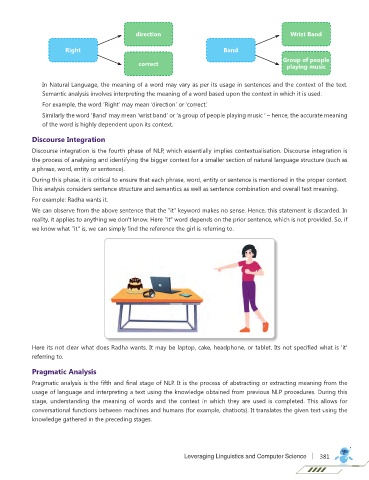 direction
Wrist Band
Right
Band
correct
Group of people
playing music
In Natural Language, the meaning of a word may vary as per its usage in sentences and the context of the text.
Semantic analysis involves interpreting the meaning of a word based upon the context in which it is used.
For example, the word 'Right' may mean 'direction' or 'correct.'
Similarly the word 'Band' may mean 'wrist band' or 'a group of people playing music ' – hence, the accurate meaning
of the word is highly dependent upon its context.
Discourse Integration
Discourse integration is the fourth phase of NLP, which essentially implies contextualisation. Discourse integration is
the process of analysing and identifying the bigger context for a smaller section of natural language structure (such as
a phrase, word, entity or sentence).
During this phase, it is critical to ensure that each phrase, word, entity or sentence is mentioned in the proper context.
This analysis considers sentence structure and semantics as well as sentence combination and overall text meaning.
For example: Radha wants it.
We can observe from the above sentence that the "it" keyword makes no sense. Hence, this statement is discarded. In
reality, it applies to anything we don't know. Here "it" word depends on the prior sentence, which is not provided. So, if
we know what "it" is, we can simply find the reference the girl is referring to.
Here its not clear what does Radha wants. It may be laptop, cake, headphone, or tablet. Its not specified what is 'it'
referring to.
Pragmatic Analysis
Pragmatic analysis is the fifth and final stage of NLP. It is the process of abstracting or extracting meaning from the
usage of language and interpreting a text using the knowledge obtained from previous NLP procedures. During this
stage, understanding the meaning of words and the context in which they are used is completed. This allows for
conversational functions between machines and humans (for example, chatbots). It translates the given text using the
knowledge gathered in the preceding stages.
Leveraging Linguistics and Computer Science | 381